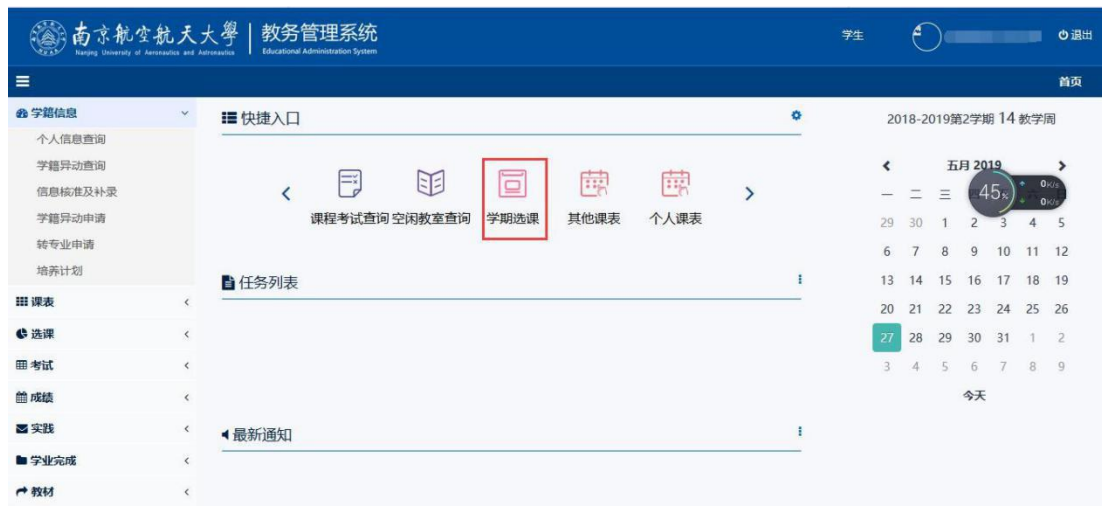 南京航空航天大學
Nanjing University of Aeronautics and Astronautics
教务管理系统
Educational Administration System
学生
退出
首页
学籍信息
个人信息查询
学籍异动查询
信息核准及补录
学籍异动申请
转专业申请
培养计划
课表
选课
考试
成绩
实践
学业完成
教材
快捷入口
课程考试查询 空闲教室查询 学期选课 其他课表 个人课表
任务列表
最新通知
2018-2019第2学期 14 教学周
五月 2019
一 二 三
45%
0K/s
0K/s
29 30 1 2 3 4 5
6 7 8 9 10 11 12
13 14 15 16 17 18 19
20 21 22 23 24 25 26
27 28 29 30 31 1 2
3 4 5 6 7 8 9
今天